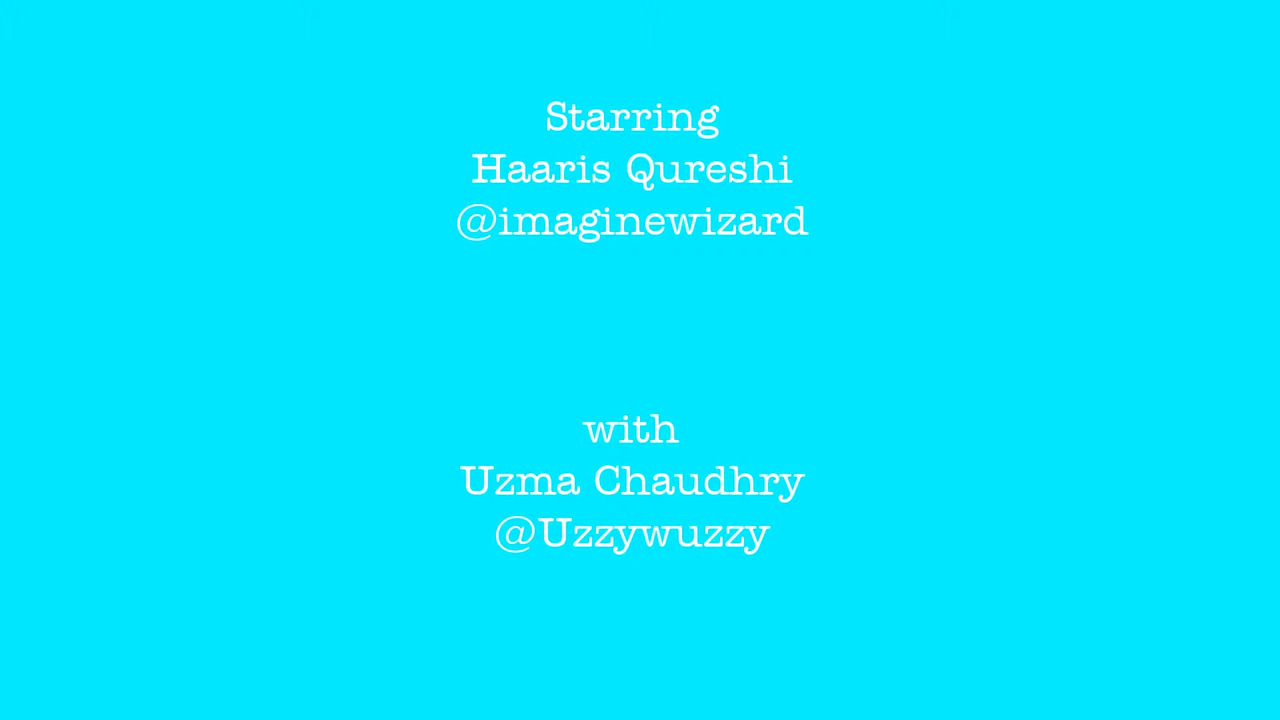 Starring
Haaris Qureshi
@imaginewizard
with
Uzma Chaudhry
@Uzzywuzzy